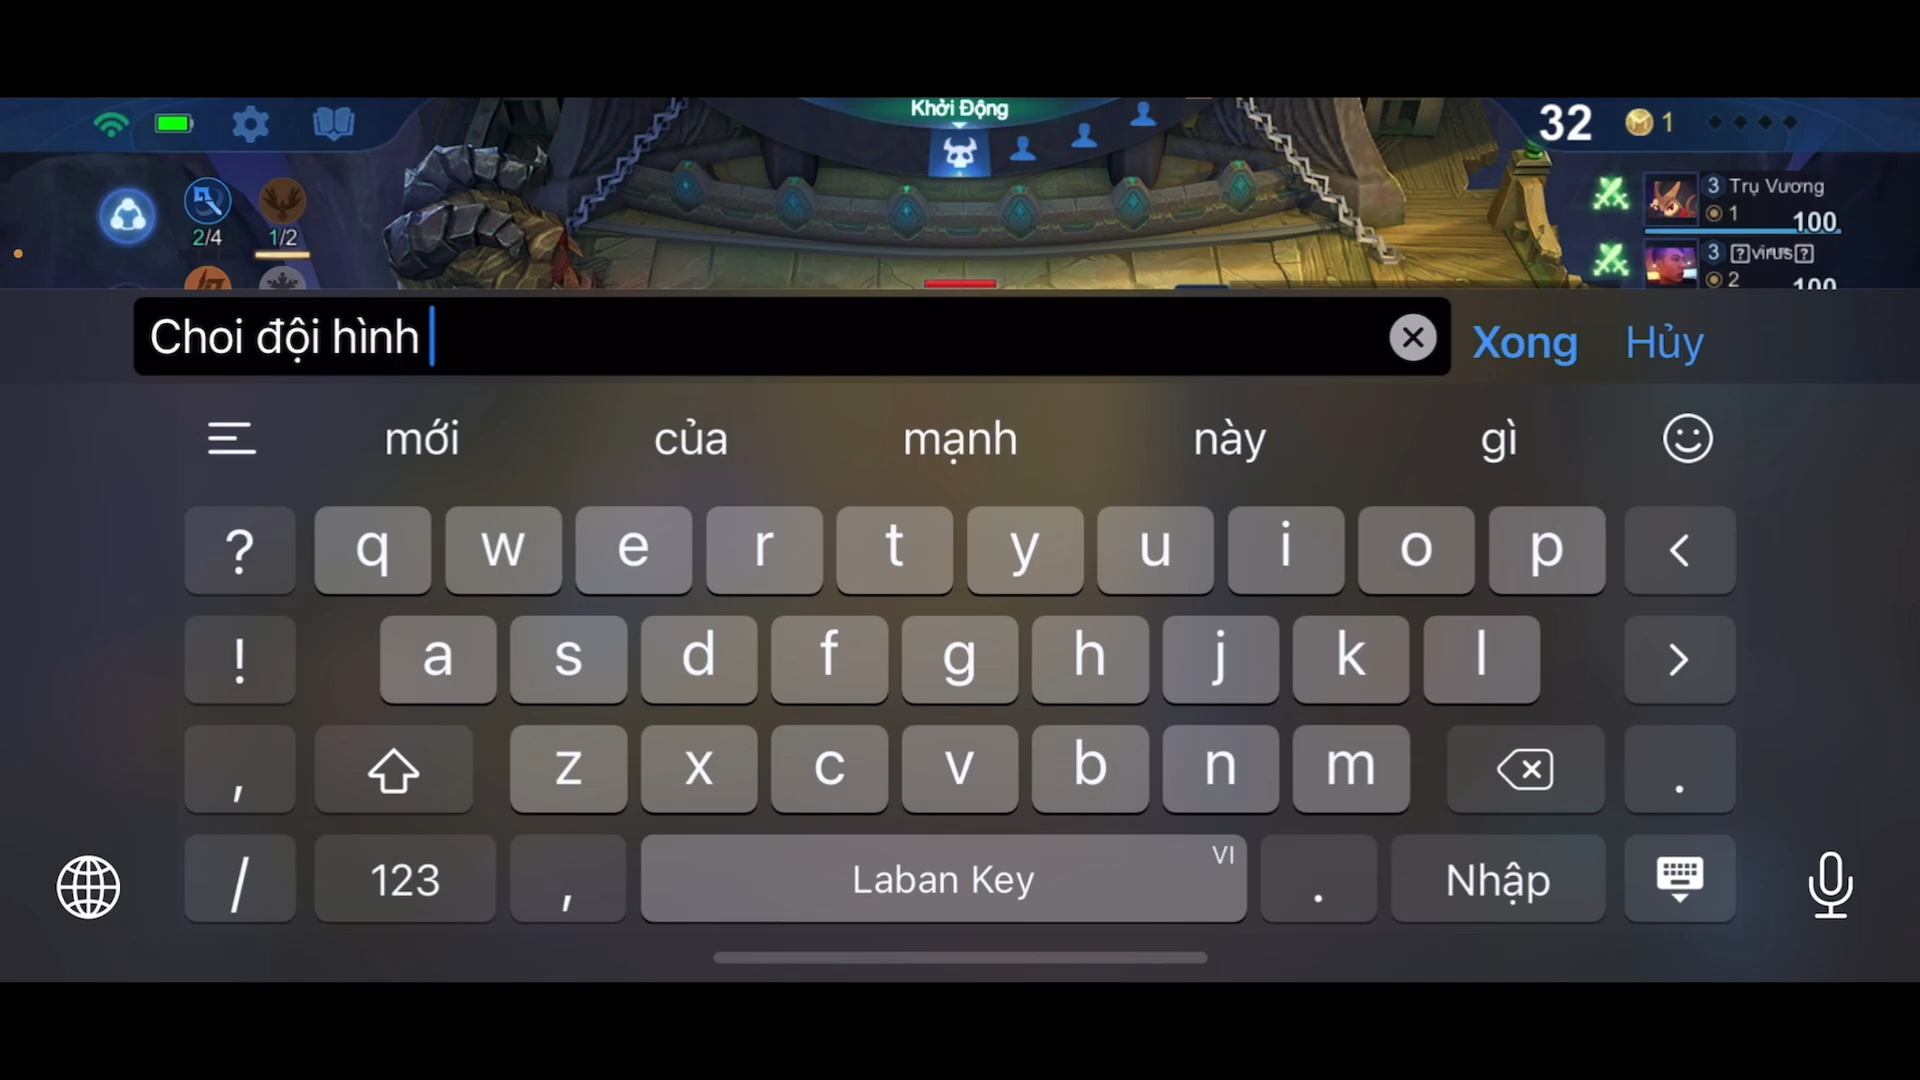 Khởi Động
32
1
2/4
1/2
3 Trụ Vương
1
100
3 ?virus?
2
100
Choi đội hình
Xong
Hủy
mới của mạnh này gì
? q w e r t y u i o p <
! a s d f g h j k l >
, z x c v b n m .
/ 123 , Laban Key VI . Nhập